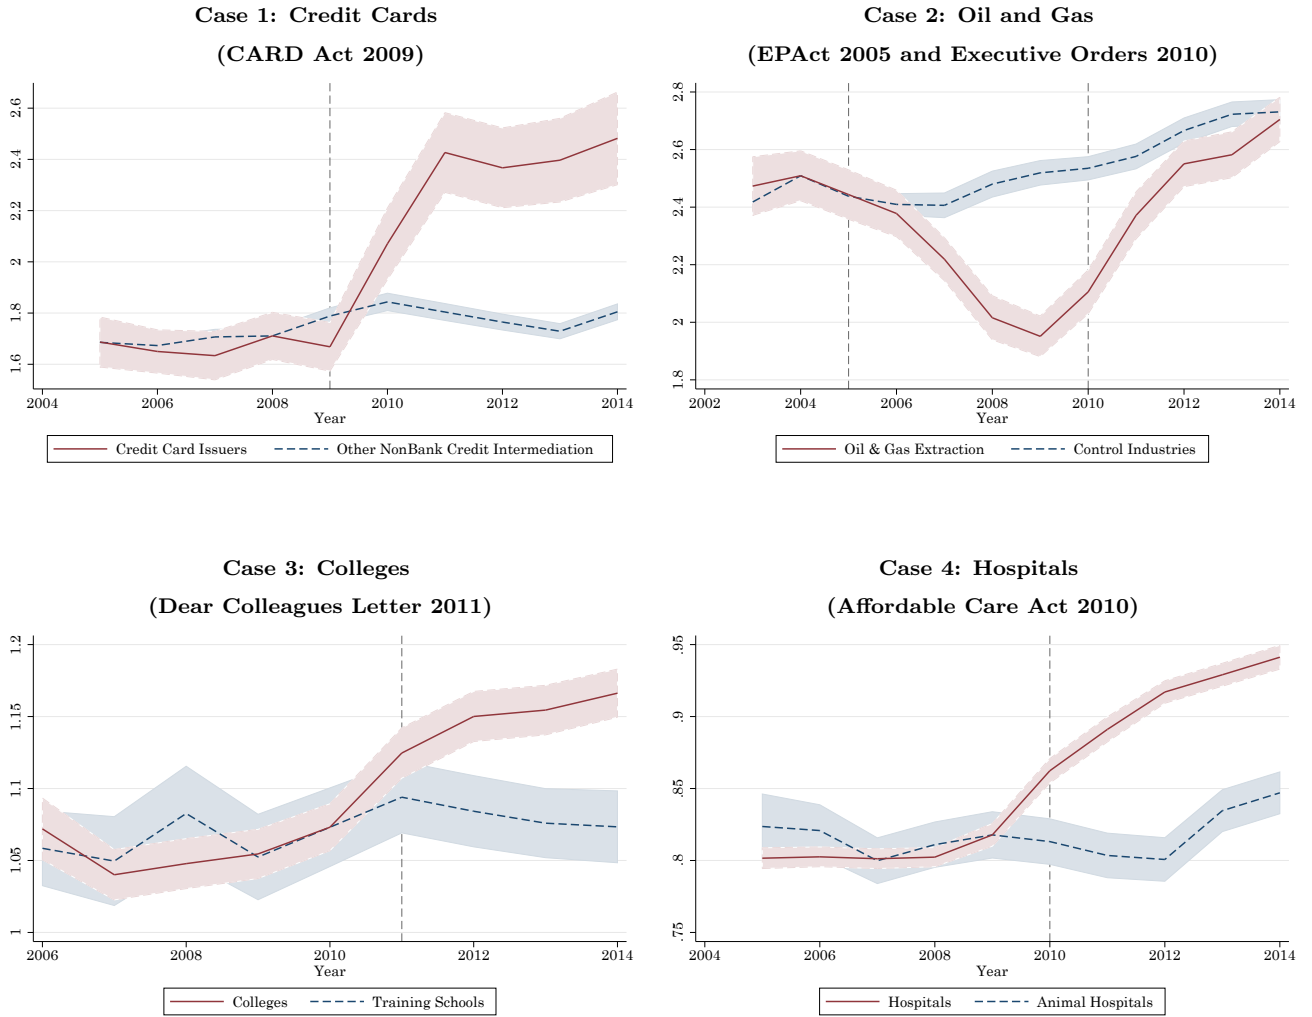 Case 1: Credit Cards
(CARD Act 2009)
2.6
2.4
2.2
2
1.8
1.6
2004
2006
2008
2010
2012
2014
Year
Credit Card Issuers
Other NonBank Credit Intermediation
Case 2: Oil and Gas
(EPAct 2005 and Executive Orders 2010)
2.8
2.6
2.4
2.2
2
1.8
2002
2004
2006
2008
2010
2012
2014
Year
Oil & Gas Extraction
Control Industries
Case 3: Colleges
(Dear Colleagues Letter 2011)
1.2
1.15
1.1
1.05
1
2006
2008
2010
2012
2014
Year
Colleges
Training Schools
Case 4: Hospitals
(Affordable Care Act 2010)
.95
.9
.85
.8
.75
2004
2006
2008
2010
2012
2014
Year
Hospitals
Animal Hospitals